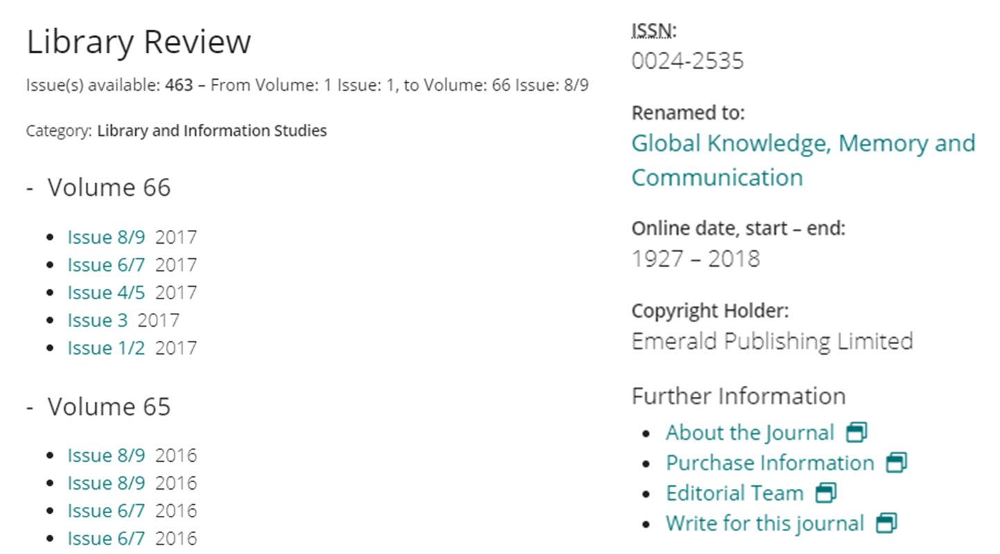 Library Review
Issue(s) available: 463 – From Volume: 1 Issue: 1, to Volume: 66 Issue: 8/9
Category: Library and Information Studies
- Volume 66
• Issue 8/9 2017
• Issue 6/7 2017
• Issue 4/5 2017
• Issue 3 2017
• Issue 1/2 2017
- Volume 65
• Issue 8/9 2016
• Issue 8/9 2016
• Issue 6/7 2016
• Issue 6/7 2016
ISSN:
0024-2535
Renamed to:
Global Knowledge, Memory and
Communication
Online date, start – end:
1927 – 2018
Copyright Holder:
Emerald Publishing Limited
Further Information
• About the Journal
• Purchase Information
• Editorial Team
• Write for this journal